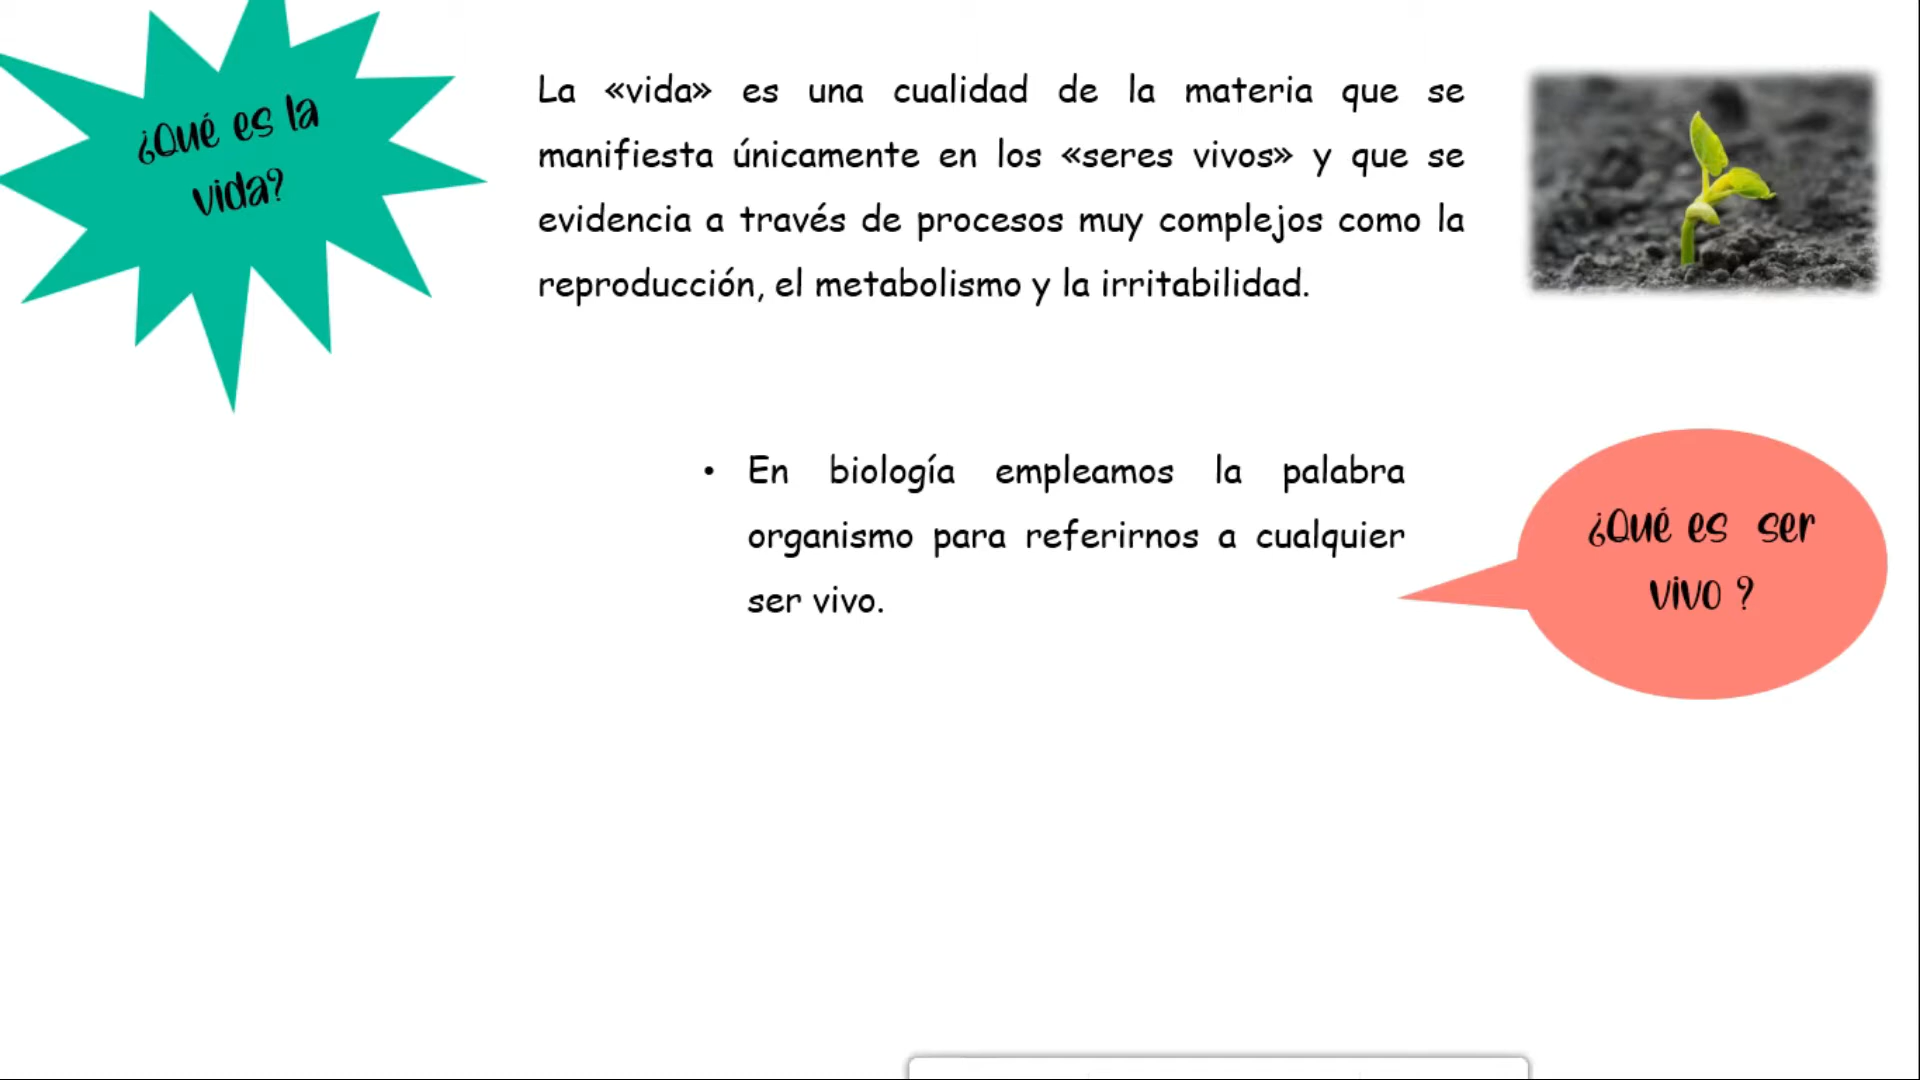 ¿Qué es la
vida?
La «vida» es una cualidad de la materia que se
manifiesta únicamente en los «seres vivos» y que se
evidencia a través de procesos muy complejos como la
reproducción, el metabolismo y la irritabilidad.
• En biología empleamos la palabra
organismo para referirnos a cualquier
ser vivo.
¿Qué es ser
vivo ?